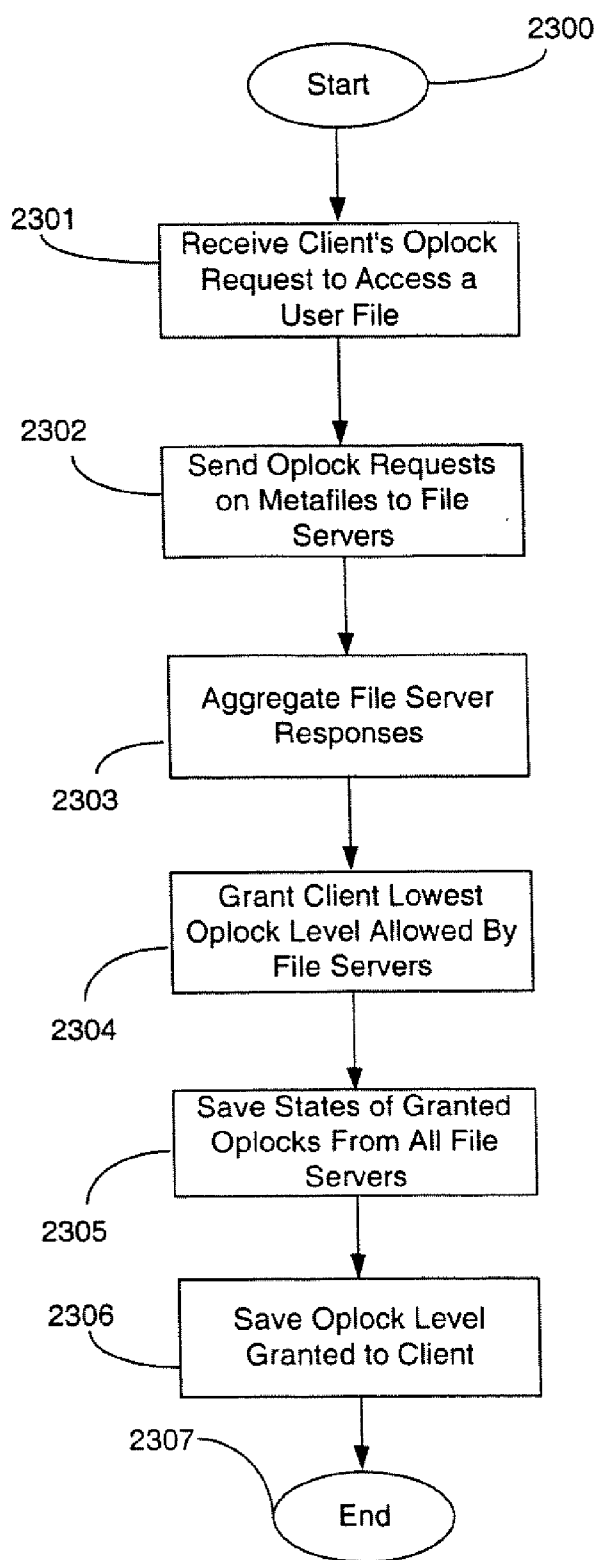 2300
Start
2301
Receive Client's Oplock
Request to Access a
User File
2302
Send Oplock Requests
on Metafiles to File
Servers
Aggregate File Server
Responses
2303
Grant Client Lowest
Oplock Level Allowed By
File Servers
2304
Save States of Granted
Oplocks From All File
Servers
2305
2306
Save Oplock Level
Granted to Client
2307
End